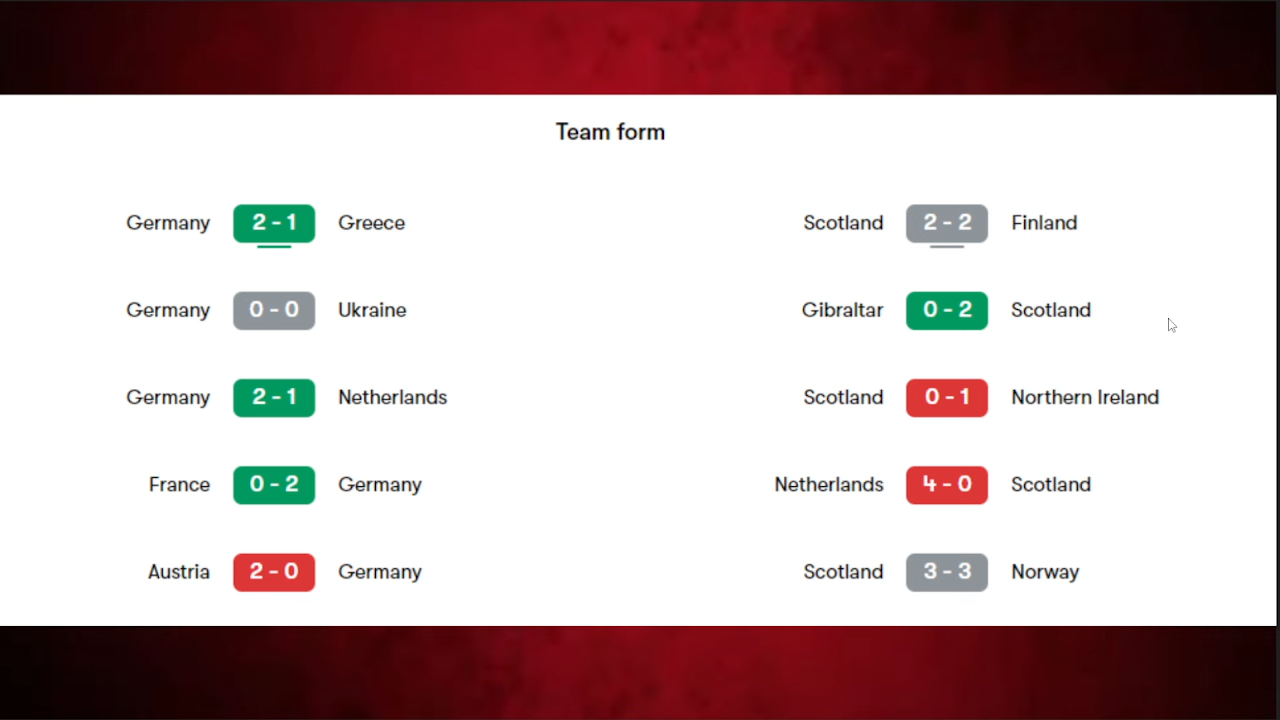 Team form
Germany 2 - 1 Greece
Scotland 2 - 2 Finland
Germany 0 - 0 Ukraine
Gibraltar 0 - 2 Scotland
Germany 2 - 1 Netherlands
Scotland 0 - 1 Northern Ireland
France 0 - 2 Germany
Netherlands 4 - 0 Scotland
Austria 2 - 0 Germany
Scotland 3 - 3 Norway